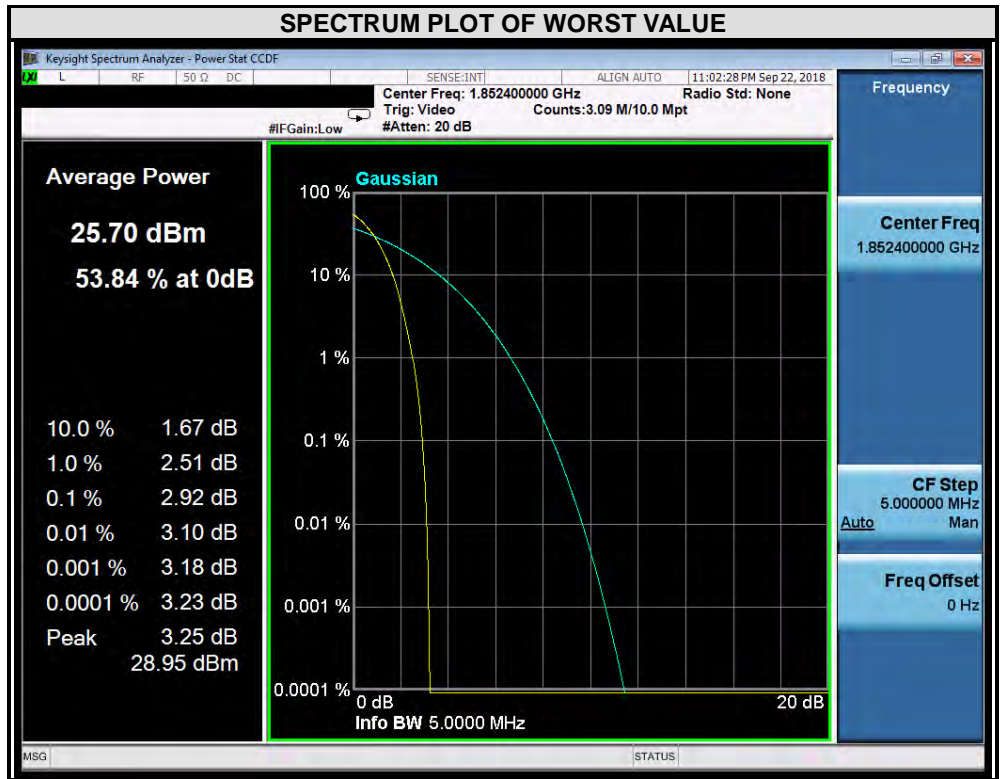 SPECTRUM PLOT OF WORST VALUE
Keysight Spectrum Analyzer - Power Stat CCDF
LXI L RF 50 Ω DC SENSE:INT ALIGN AUTO 11:02:28 PM Sep 22, 2018
Center Freq: 1.852400000 GHz Radio Std: None
Trig: Video Counts:3.09 M/10.0 Mpt
#IFGain:Low #Atten: 20 dB
Frequency
Average Power
25.70 dBm
53.84 % at 0dB
10.0 % 1.67 dB
1.0 % 2.51 dB
0.1 % 2.92 dB
0.01 % 3.10 dB
0.001 % 3.18 dB
0.0001 % 3.23 dB
Peak 3.25 dB
28.95 dBm
Gaussian
100 %
10 %
1 %
0.1 %
0.01 %
0.001 %
0.0001 %
0 dB 20 dB
Info BW 5.0000 MHz
Center Freq
1.852400000 GHz
CF Step
5.000000 MHz
Auto Man
Freq Offset
0 Hz
MSG STATUS